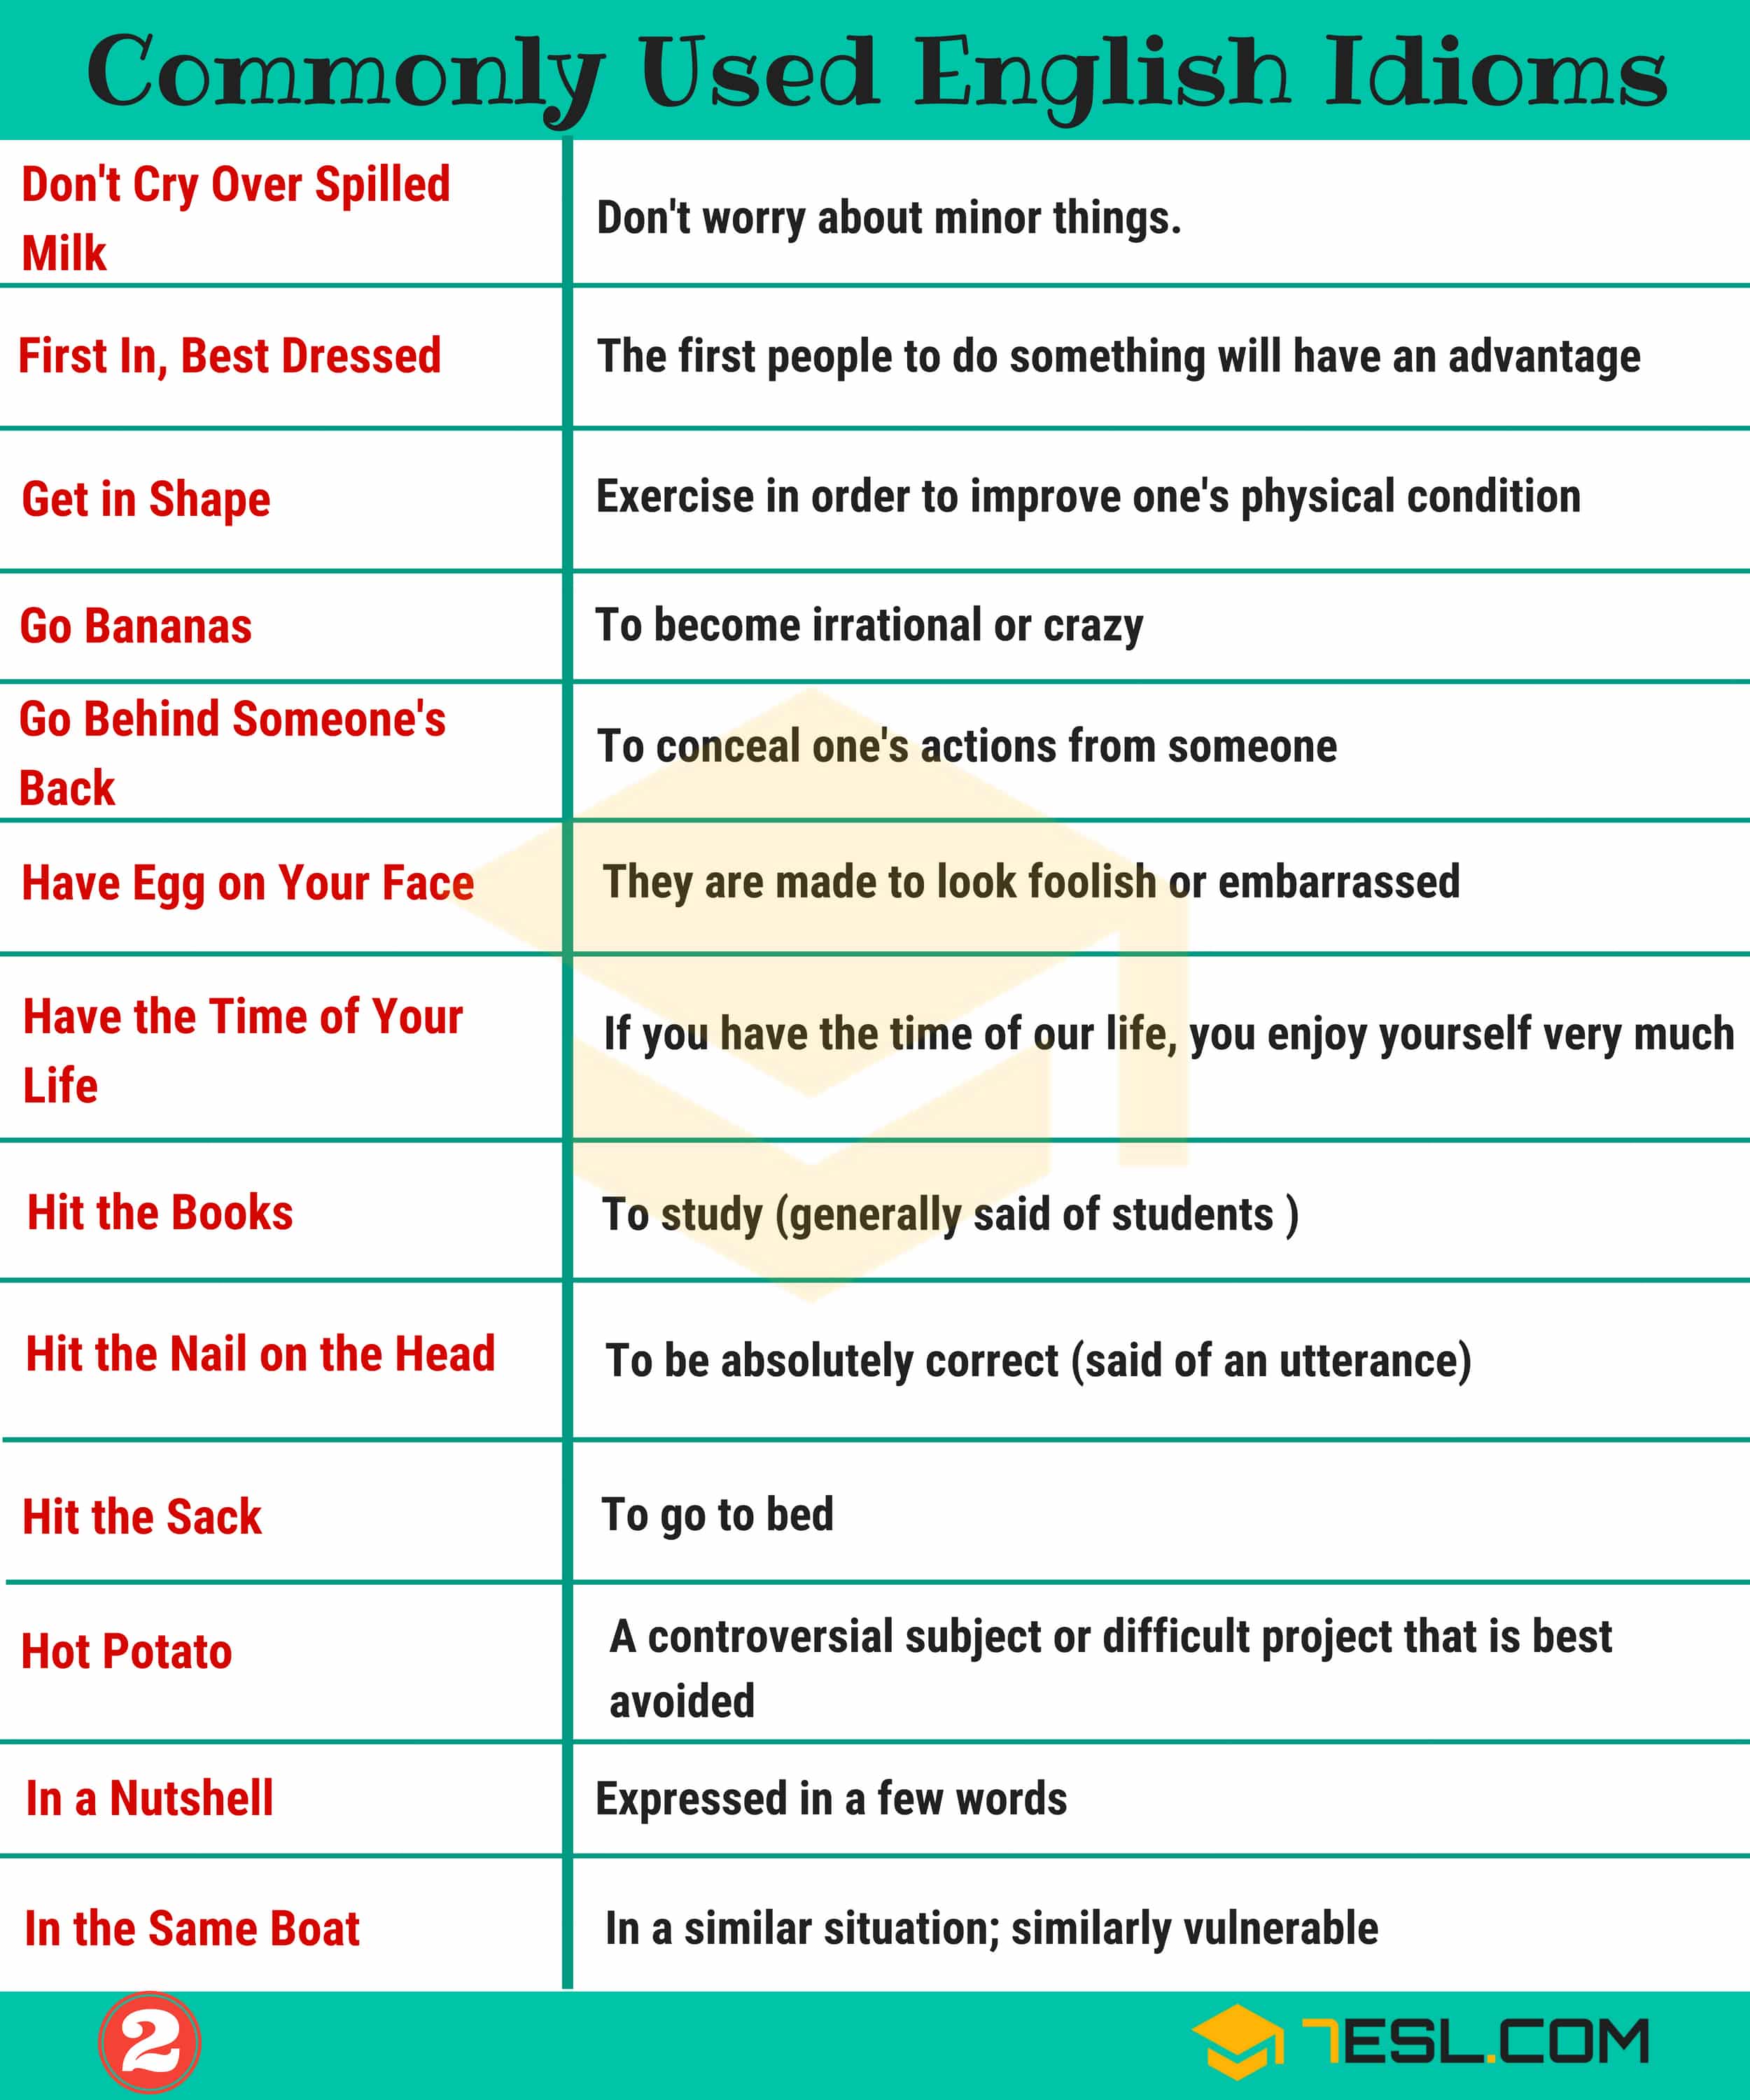 Commonly Used English Idioms
Don't Cry Over Spilled
Milk
Don't worry about minor things.
First In, Best Dressed
The first people to do something will have an advantage
Get in Shape
Exercise in order to improve one's physical condition
Go Bananas
To become irrational or crazy
Go Behind Someone's
Back
To conceal one's actions from someone
Have Egg on Your Face
They are made to look foolish or embarrassed
Have the Time of Your
Life
If you have the time of our life, you enjoy yourself very much
Hit the Books
To study (generally said of students )
Hit the Nail on the Head
To be absolutely correct (said of an utterance)
Hit the Sack
To go to bed
Hot Potato
A controversial subject or difficult project that is best
avoided
In a Nutshell
Expressed in a few words
In the Same Boat
In a similar situation; similarly vulnerable
2
7ESL.COM